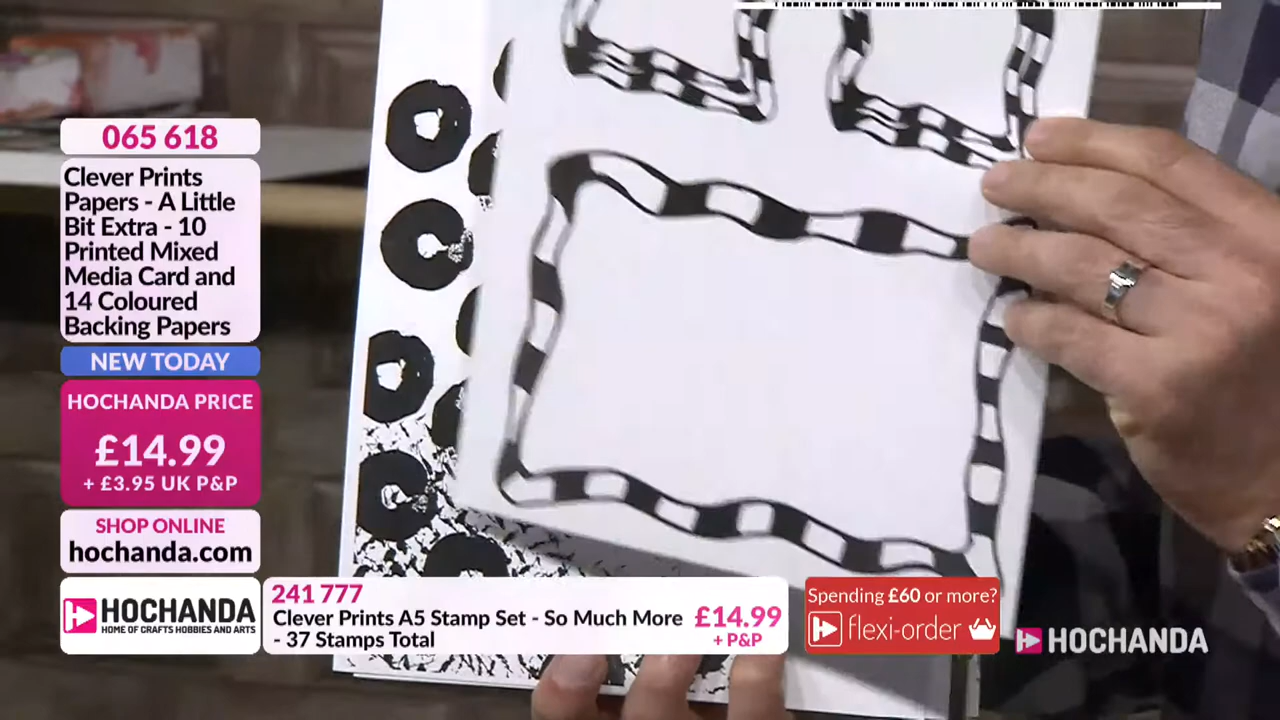 065 618
Clever Prints
Papers - A Little
Bit Extra - 10
Printed Mixed
Media Card and
14 Coloured
Backing Papers
NEW TODAY
HOCHANDA PRICE
£14.99
+ £3.95 UK P&P
SHOP ONLINE
hochanda.com
HOCHANDA
HOME OF CRAFTS HOBBIES AND ARTS
241 777
Clever Prints A5 Stamp Set - So Much More
- 37 Stamps Total
£14.99
+ P&P
Spending £60 or more?
flexi-order
HOCHANDA